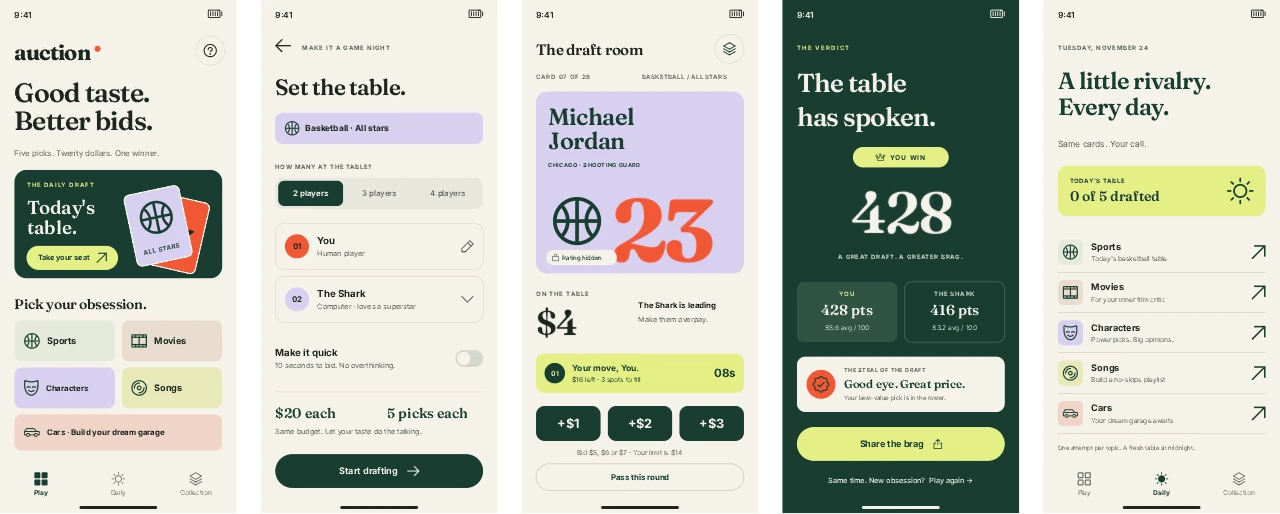 9:41
auction
Good taste.
Better bids.
Five picks. Twenty dollars. One winner.
THE DAILY DRAFT
Today's
table.
Take your seat
ALL STARS
Pick your obsession.
Sports
Movies
Characters
Songs
Cars · Build your dream garage
Play
Daily
Collection
9:41
MAKE IT A GAME NIGHT
Set the table.
Basketball · All stars
HOW MANY AT THE TABLE?
2 players
3 players
4 players
01
You
Human player
02
The Shark
Computer · loves a superstar
Make it quick
10 seconds to bid. No overthinking.
$20 each
5 picks each
Same budget. Let your taste do the talking.
Start drafting
9:41
The draft room
CARD 07 OF 28
BASKETBALL / ALL STARS
Michael
Jordan
CHICAGO · SHOOTING GUARD
23
Rating hidden
ON THE TABLE
$4
The Shark is leading
Make them overpay.
01
Your move, You.
$16 left · 3 spots to fill
08s
+$1
+$2
+$3
Bid $5, $6 or $7 · Your limit is $14
Pass this round
9:41
THE VERDICT
The table
has spoken.
YOU WIN
428
A GREAT DRAFT. A GREATER BRAG.
YOU
428 pts
85.6 avg / 100
THE SHARK
416 pts
83.2 avg / 100
THE STEAL OF THE DRAFT
Good eye. Great price.
Your best-value pick is in the roster.
Share the brag
Same time. New obsession? Play again →
9:41
TUESDAY, NOVEMBER 24
A little rivalry.
Every day.
Same cards. Your call.
TODAY'S TABLE
0 of 5 drafted
Sports
Today's basketball table
Movies
For your inner film critic
Characters
Power picks. Big opinions.
Songs
Build a no-skips playlist
Cars
Your dream garage awaits
One attempt per topic. A fresh table at midnight.
Play
Daily
Collection